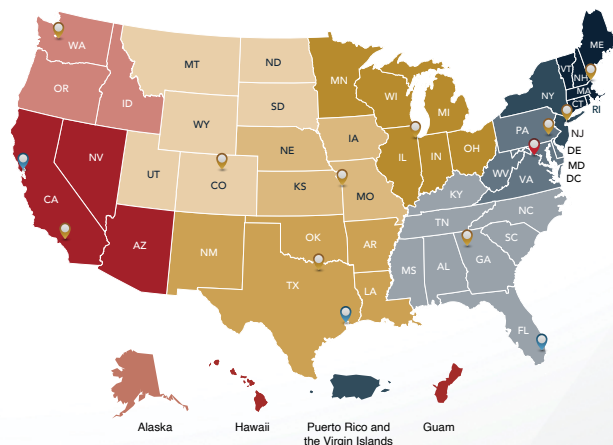 WA
OR
ID
MT
ND
SD
WY
NE
UT
CO
KS
CA
NV
AZ
NM
OK
TX
MN
WI
MI
IA
IL
IN
OH
MO
AR
LA
KY
TN
NC
SC
MS
AL
GA
FL
WV
VA
PA
NY
VT
NH
ME
MA
CT
RI
NJ
DE
MD
DC
Alaska
Hawaii
Puerto Rico and
the Virgin Islands
Guam